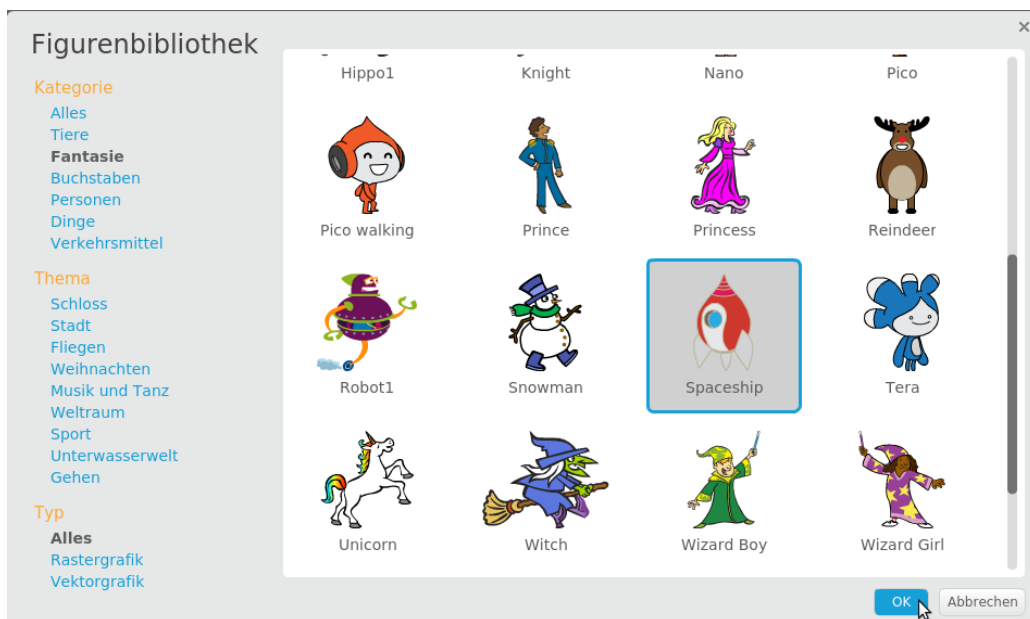 Figurenbibliothek
Kategorie
Alles
Tiere
Fantasie
Buchstaben
Personen
Dinge
Verkehrsmittel
Thema
Schloss
Stadt
Fliegen
Weihnachten
Musik und Tanz
Weltraum
Sport
Unterwasserwelt
Gehen
Typ
Alles
Rastergrafik
Vektorgrafik
Hippo1 Knight Nano Pico
Pico walking Prince Princess Reindeer
Robot1 Snowman Spaceship Tera
Unicorn Witch Wizard Boy Wizard Girl
OK Abbrechen